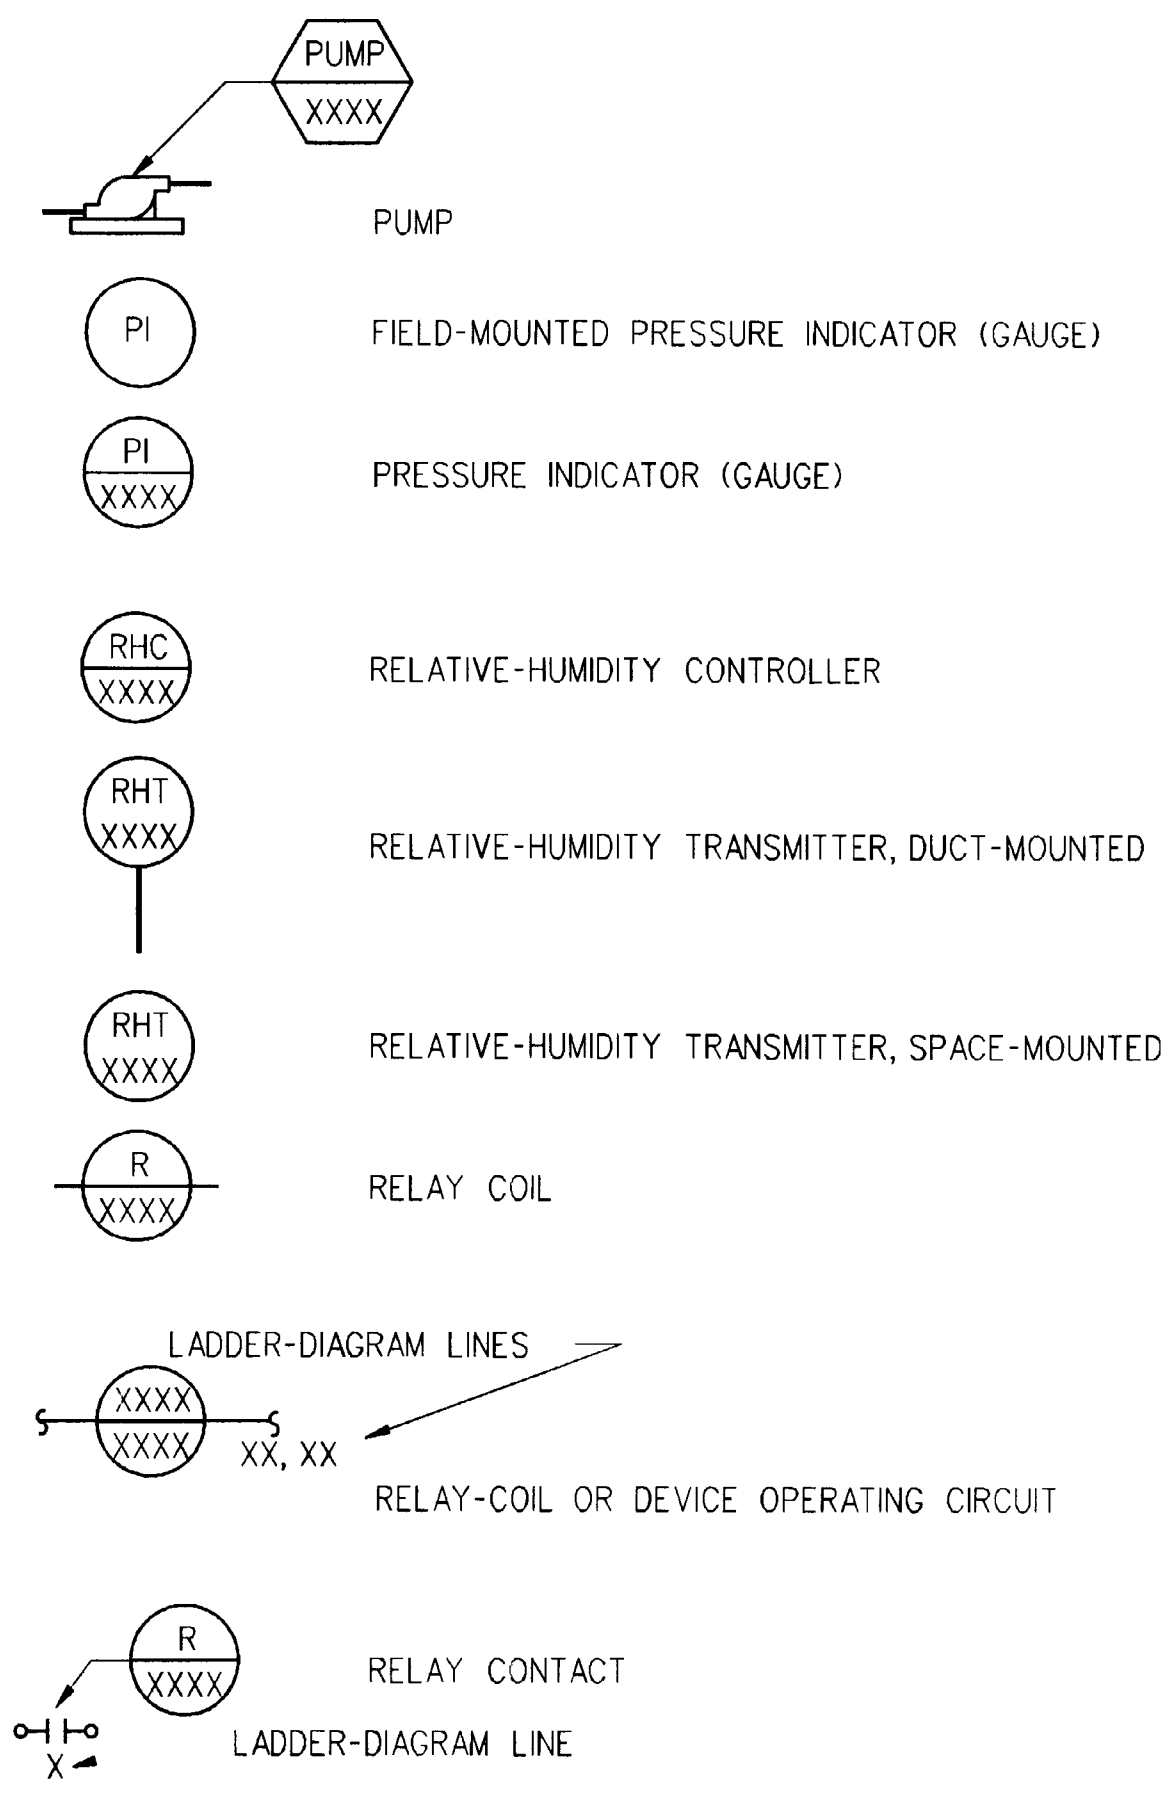 PUMP
XXXX
PUMP
PI
FIELD-MOUNTED PRESSURE INDICATOR (GAUGE)
PI
XXXX
PRESSURE INDICATOR (GAUGE)
RHC
XXXX
RELATIVE-HUMIDITY CONTROLLER
RHT
XXXX
RELATIVE-HUMIDITY TRANSMITTER, DUCT-MOUNTED
RHT
XXXX
RELATIVE-HUMIDITY TRANSMITTER, SPACE-MOUNTED
R
XXXX
RELAY COIL
LADDER-DIAGRAM LINES
XXXX
XXXX
XX, XX
RELAY-COIL OR DEVICE OPERATING CIRCUIT
R
XXXX
RELAY CONTACT
LADDER-DIAGRAM LINE
X